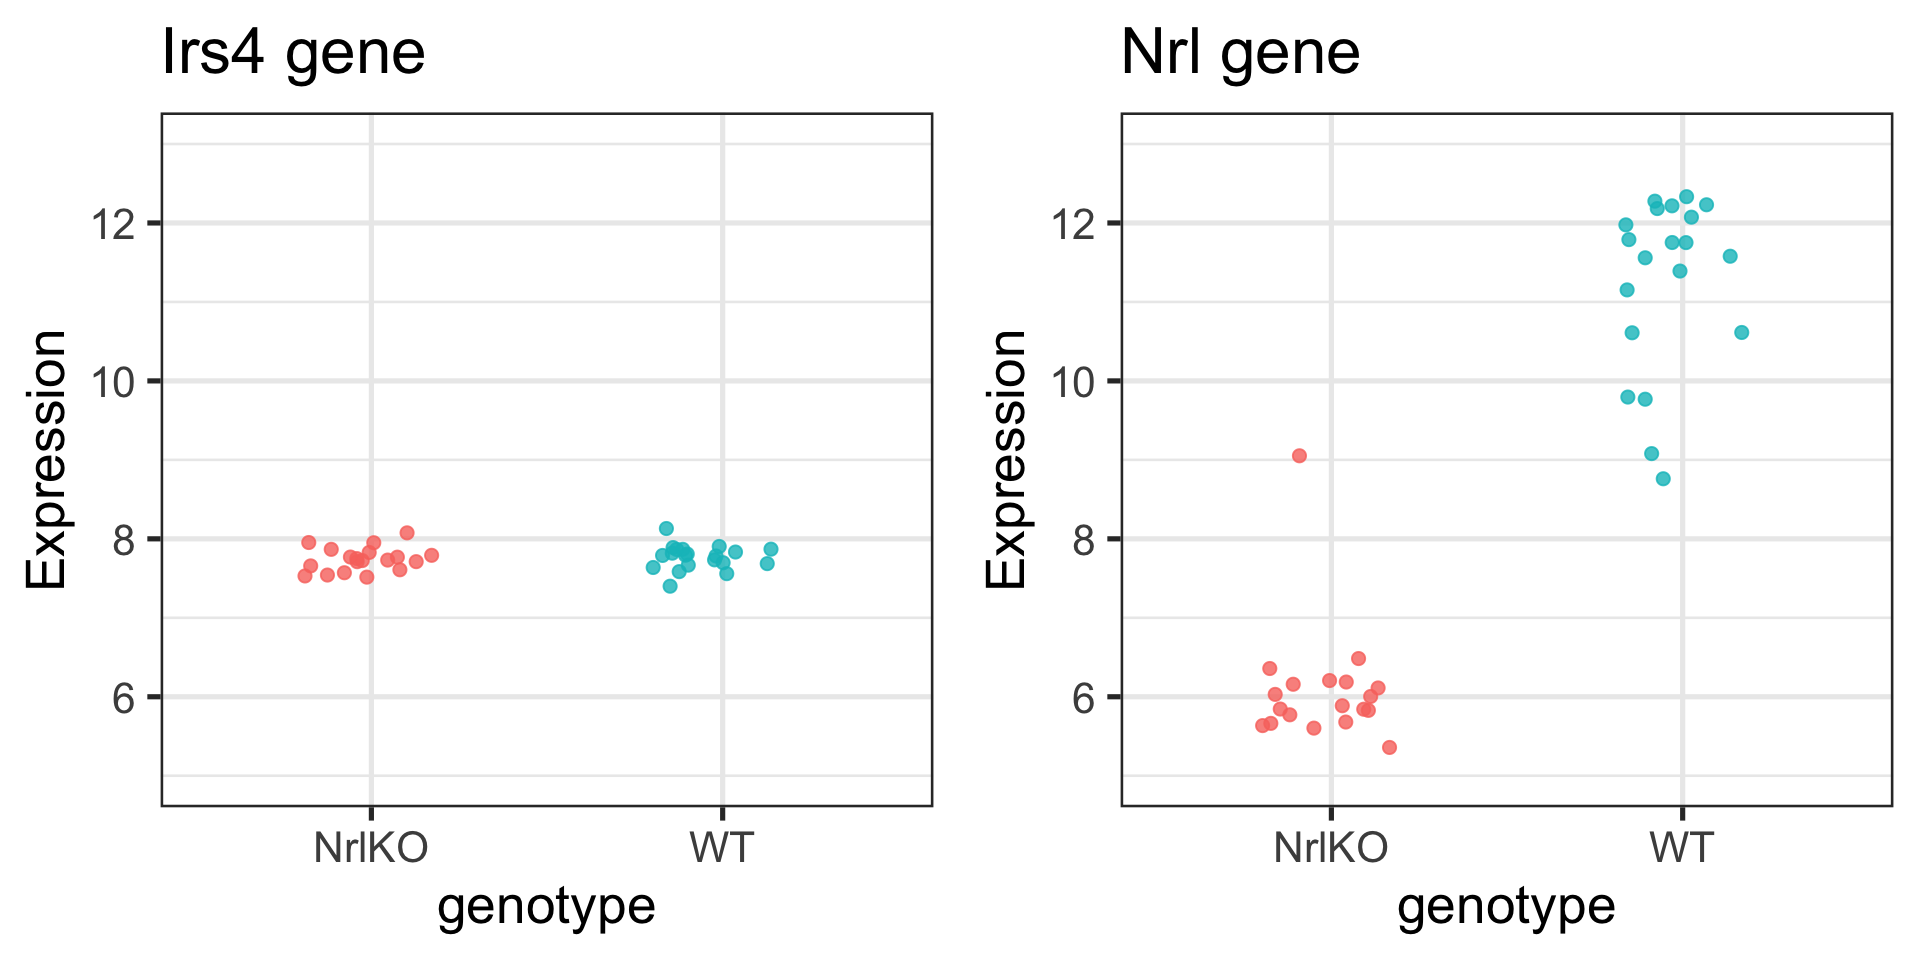 Irs4 gene
Expression
12
10
8
6
NrlKO
WT
genotype
Nrl gene
Expression
12
10
8
6
NrlKO
WT
genotype